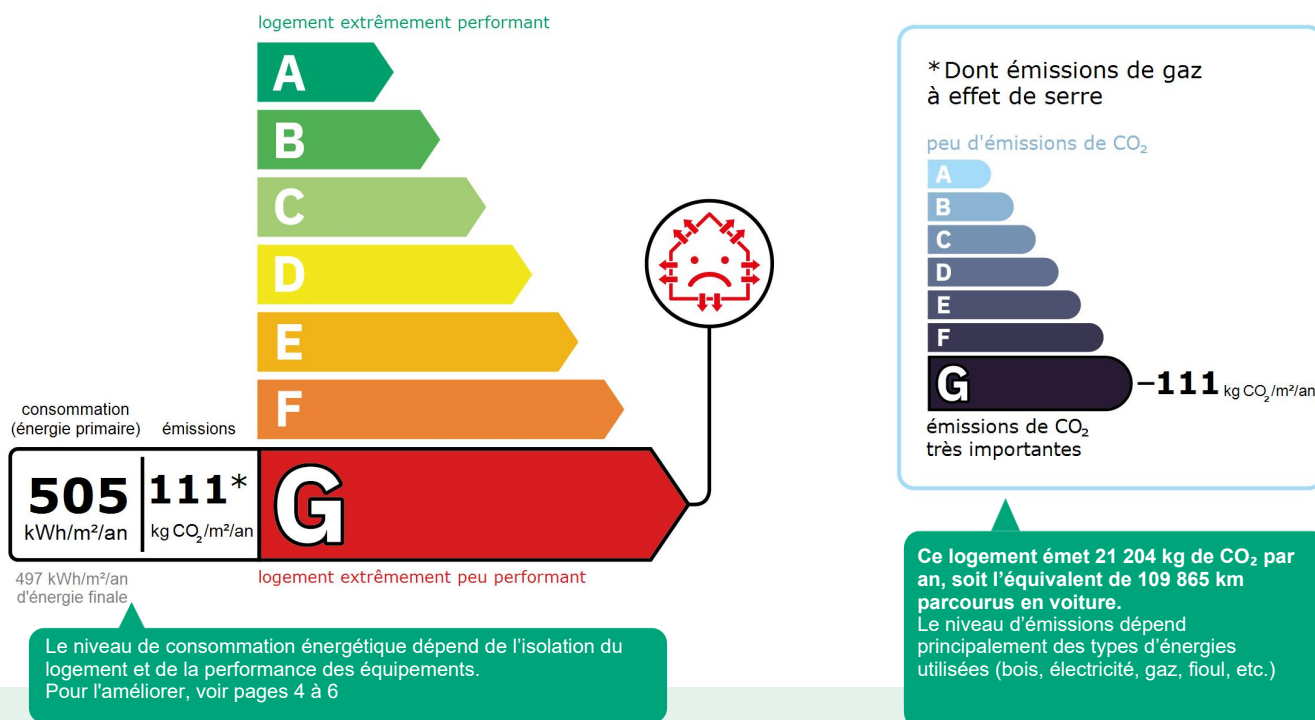 logement extrêmement performant
A
B
C
D
E
F
G
consommation
(énergie primaire)
émissions
505
kWh/m²/an
111*
kg CO₂/m²/an
497 kWh/m²/an
d'énergie finale
logement extrêmement peu performant
Le niveau de consommation énergétique dépend de l’isolation du
logement et de la performance des équipements.
Pour l'améliorer, voir pages 4 à 6
*Dont émissions de gaz
à effet de serre
peu d'émissions de CO₂
A
B
C
D
E
F
G
111 kg CO₂/m²/an
émissions de CO₂
très importantes
Ce logement émet 21 204 kg de CO₂ par
an, soit l’équivalent de 109 865 km
parcourus en voiture.
Le niveau d’émissions dépend
principalement des types d’énergies
utilisées (bois, électricité, gaz, fioul, etc.)